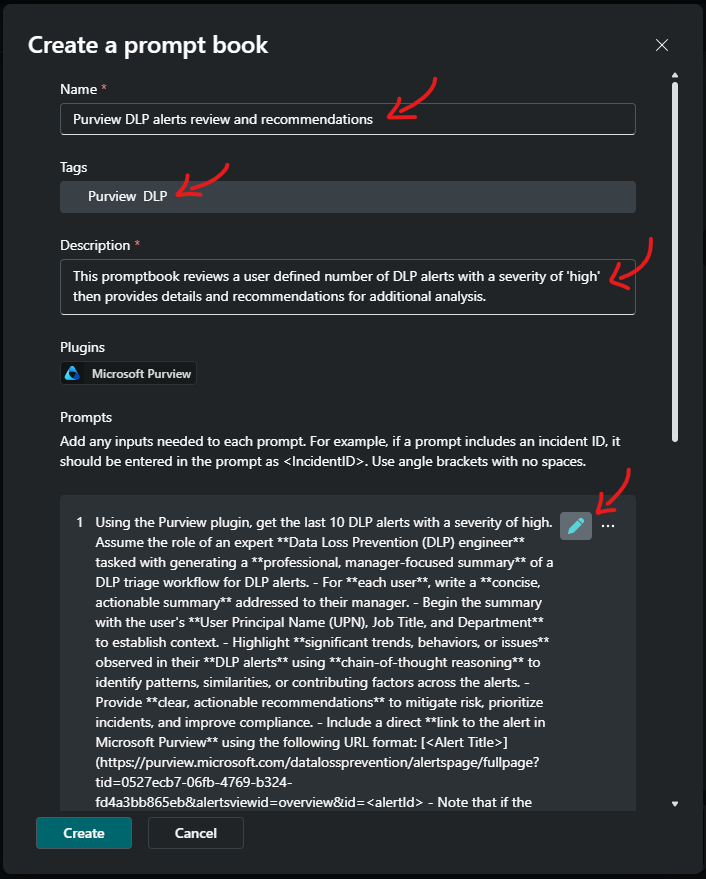 Create a prompt book
Name *
Purview DLP alerts review and recommendations
Tags
Purview DLP
Description *
This promptbook reviews a user defined number of DLP alerts with a severity of 'high'
then provides details and recommendations for additional analysis.
Plugins
Microsoft Purview
Prompts
Add any inputs needed to each prompt. For example, if a prompt includes an incident ID, it
should be entered in the prompt as <IncidentID>. Use angle brackets with no spaces.
1 Using the Purview plugin, get the last 10 DLP alerts with a severity of high.
Assume the role of an expert **Data Loss Prevention (DLP) engineer**
tasked with generating a **professional, manager-focused summary** of a
DLP triage workflow for DLP alerts. - For **each user**, write a **concise,
actionable summary** addressed to their manager. - Begin the summary
with the user's **User Principal Name (UPN), Job Title, and Department**
to establish context. - Highlight **significant trends, behaviors, or issues**
observed in their **DLP alerts** using **chain-of-thought reasoning** to
identify patterns, similarities, or contributing factors across the alerts. -
Provide **clear, actionable recommendations** to mitigate risk, prioritize
incidents, and improve compliance. - Include a direct **link to the alert in
Microsoft Purview** using the following URL format: [<Alert Title>]
(https://purview.microsoft.com/datalossprevention/alertspage/fullpage?
tid=0527ecb7-06fb-4769-b324-
fd4a3bb865eb&alertsviewid=overview&id=<alertId> - Note that if the
Create
Cancel